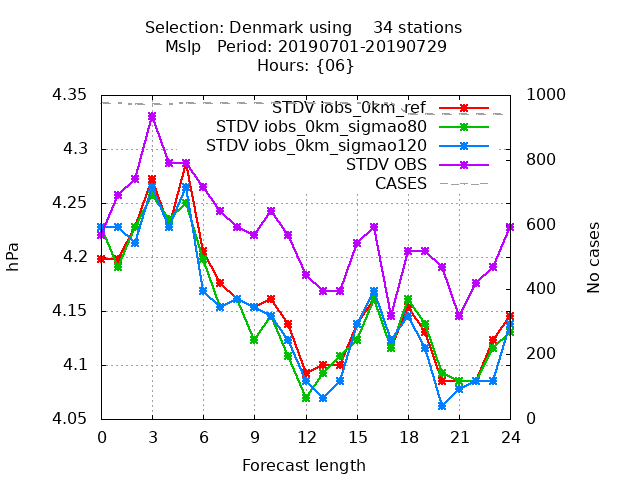 Selection: Denmark using    34 stations
Mslp   Period: 20190701-20190729
Hours: {06}
4.35
4.3
4.25
4.2
4.15
4.1
4.05
1000
800
600
400
200
0
STDV iobs_0km_ref
STDV iobs_0km_sigmao80
STDV iobs_0km_sigmao120
STDV OBS
CASES
hPa
No cases
0 3 6 9 12 15 18 21 24
Forecast length